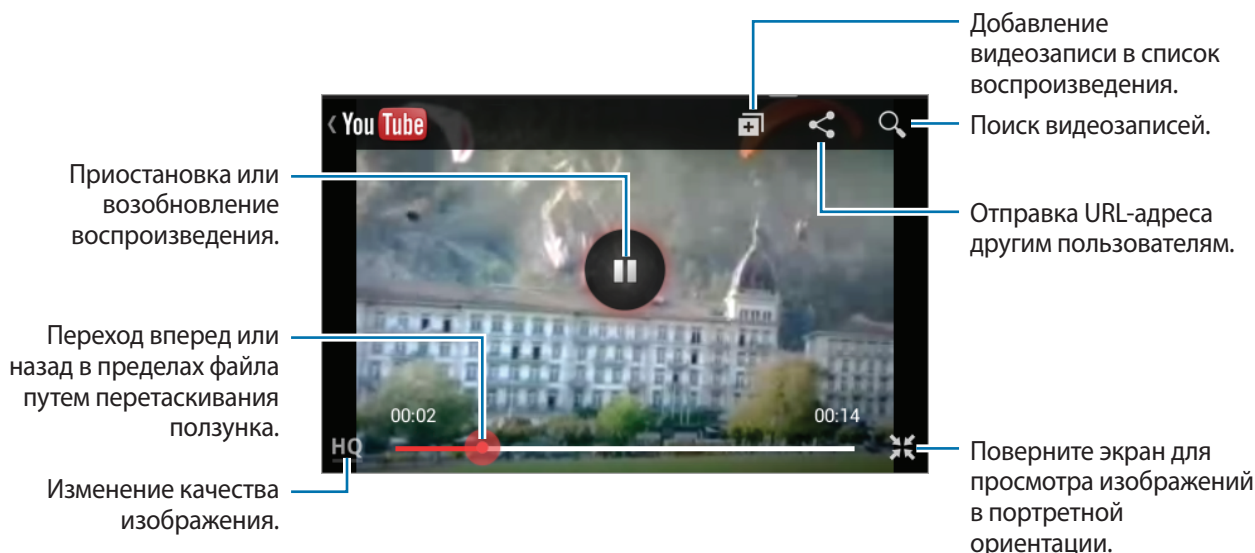 Добавление
видеозаписи в список
воспроизведения.
You Tube
Поиск видеозаписей.
Приостановка или
возобновление
воспроизведения.
Отправка URL-адреса
другим пользователям.
Переход вперед или
назад в пределах файла
путем перетаскивания
ползунка.
00:02
00:14
HQ
Поверните экран для
просмотра изображений
в портретной
ориентации.
Изменение качества
изображения.